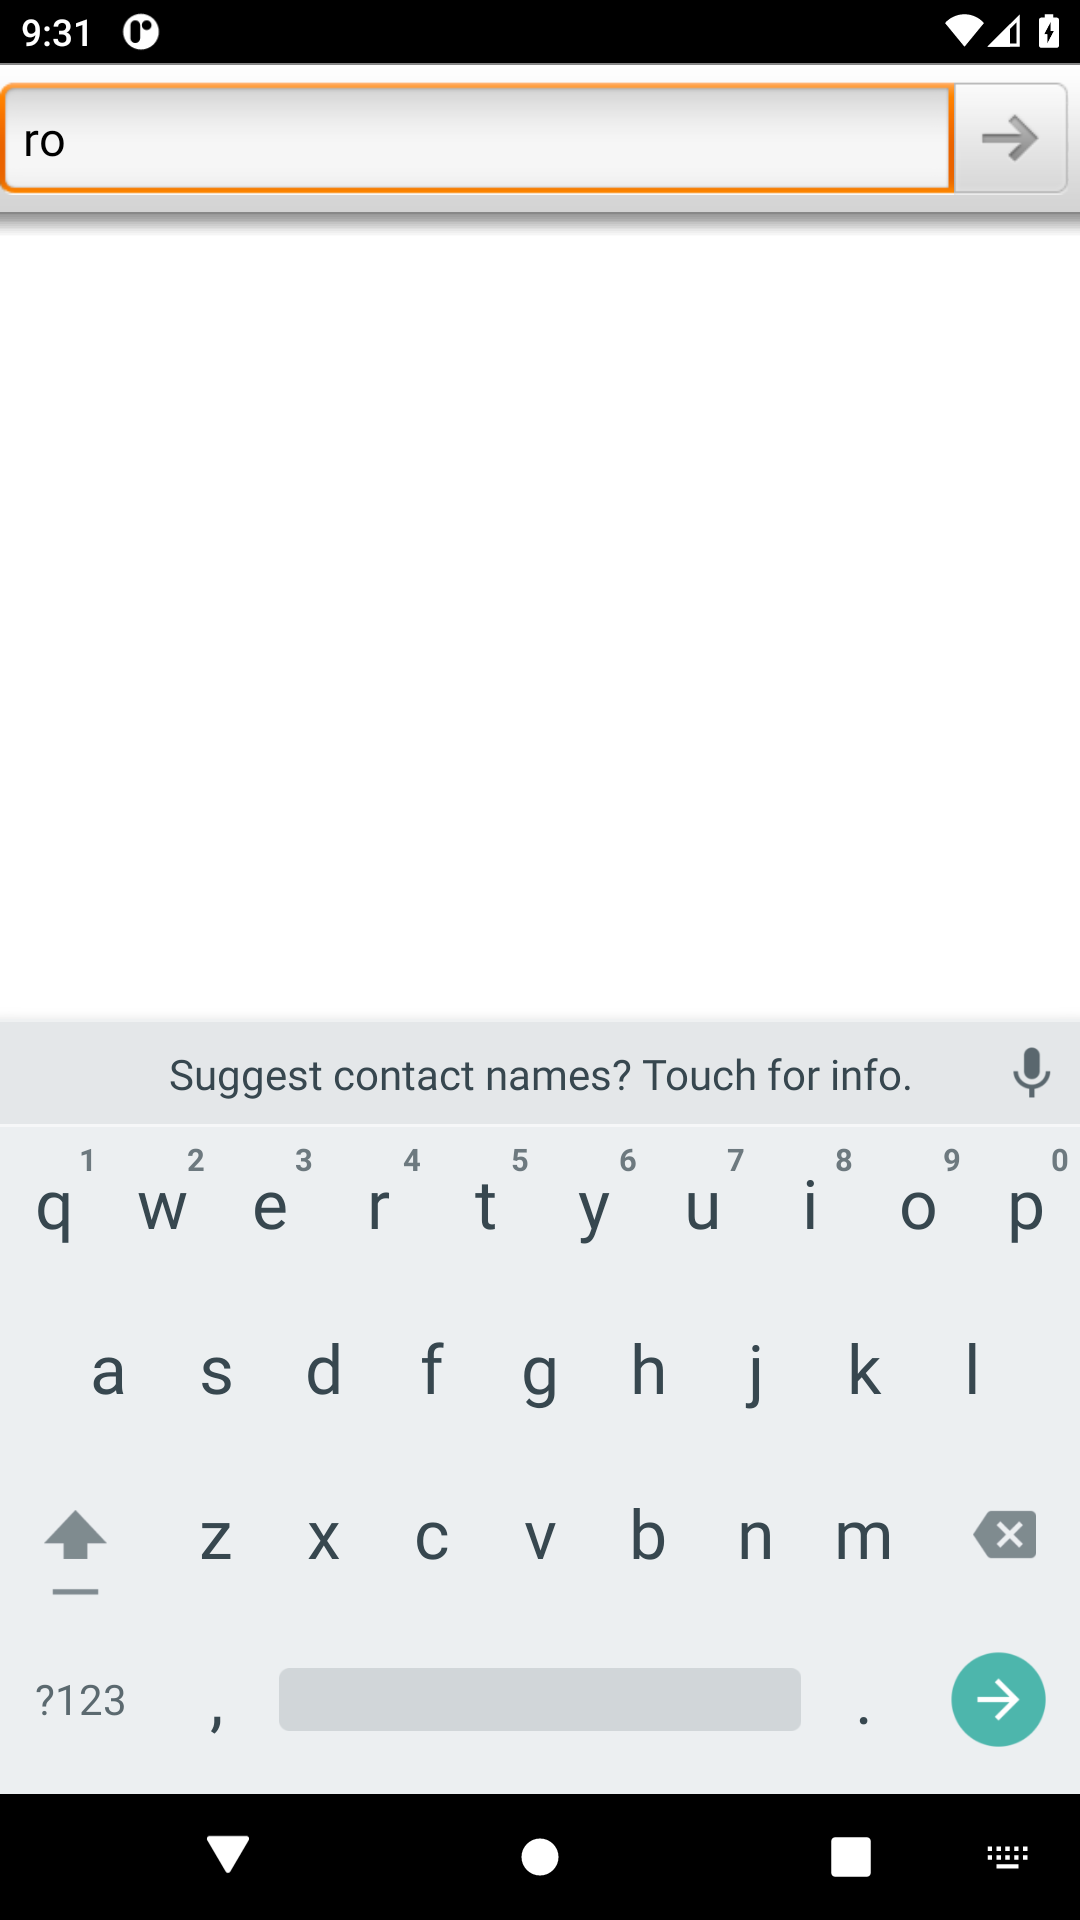 9:31
ro
Suggest contact names? Touch for info.
1 2 3 4 5 6 7 8 9 0
q w e r t y u i o p
a s d f g h j k l
z x c v b n m
?123 , .